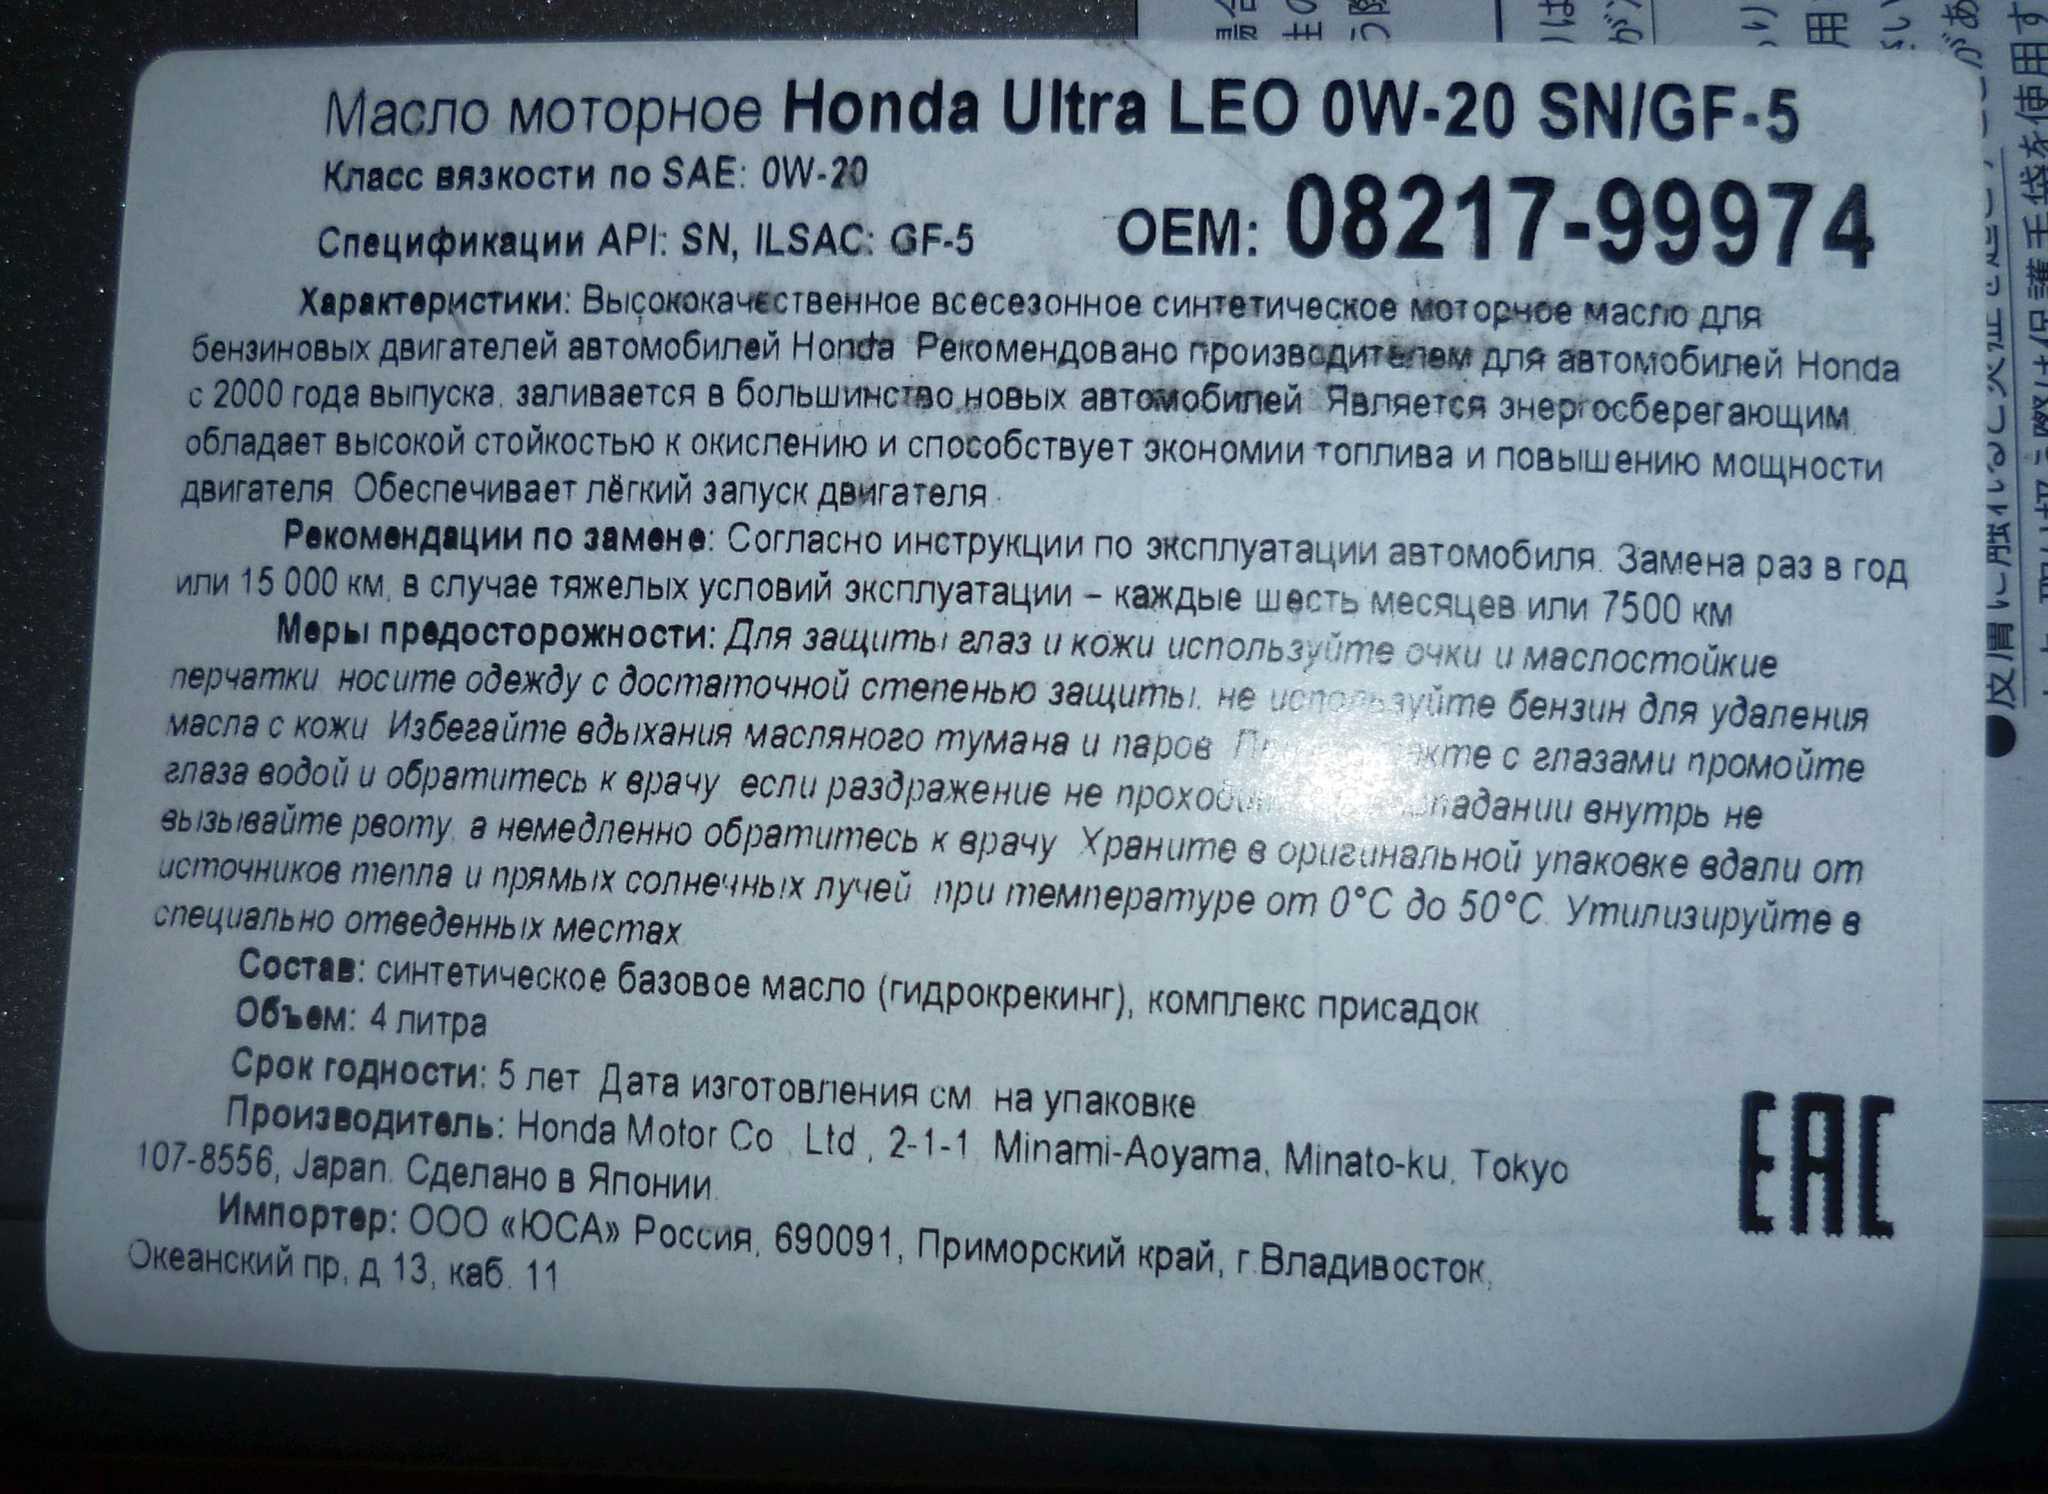 Масло моторное Honda Ultra LEO 0W-20 SN/GF-5
Класс вязкости по SAE: 0W-20
Спецификации API: SN, ILSAC: GF-5
OEM: 08217-99974
Характеристики: Высококачественное всесезонное синтетическое моторное масло для
бензиновых двигателей автомобилей Honda. Рекомендовано производителем для автомобилей Honda
с 2000 года выпуска, заливается в большинство новых автомобилей. Является энергосберегающим,
обладает высокой стойкостью к окислению и способствует экономии топлива и повышению мощности
двигателя. Обеспечивает лёгкий запуск двигателя.
Рекомендации по замене: Согласно инструкции по эксплуатации автомобиля. Замена раз в год
или 15 000 км, в случае тяжелых условий эксплуатации – каждые шесть месяцев или 7500 км
Меры предосторожности: Для защиты глаз и кожи используйте очки и маслостойкие
перчатки, носите одежду с достаточной степенью защиты, не используйте бензин для удаления
масла с кожи. Избегайте вдыхания масляного тумана и паров. с глазами промойте
глаза водой и обратитесь к врачу, если раздражение не внутрь не
вызывайте рвоту, а немедленно обратитесь к врачу. Храните в оригинальной упаковке вдали от
источников тепла и прямых солнечных лучей, при температуре от 0°C до 50°C. Утилизируйте в
специально отведенных местах.
Состав: синтетическое базовое масло (гидрокрекинг), комплекс присадок
Объем: 4 литра
Срок годности: 5 лет. Дата изготовления см. на упаковке
Производитель: Honda Motor Co., Ltd., 2-1-1, Minami-Aoyama, Minato-ku, Tokyo
107-8556, Japan. Сделано в Японии.
Импортер: ООО «ЮСА» Россия, 690091, Приморский край, г.Владивосток,
Океанский пр, д 13, каб. 11
EAC